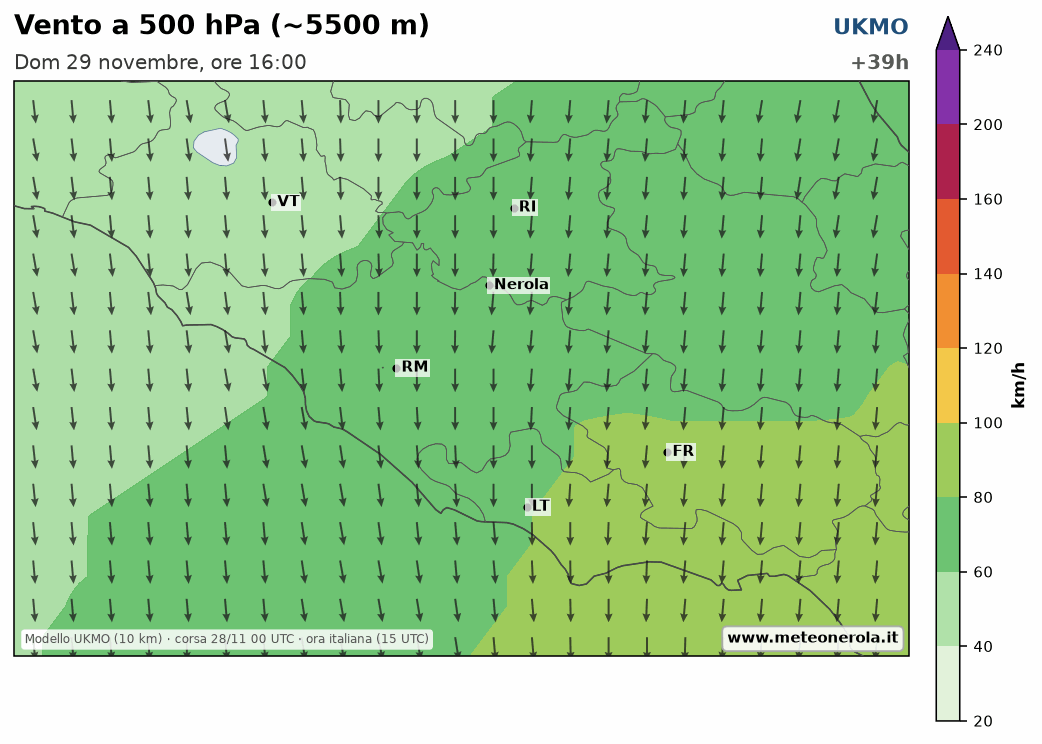 Vento a 500 hPa (~5500 m)
UKMO
Dom 29 novembre, ore 16:00
+39h
VT
RI
Nerola
RM
FR
LT
Modello UKMO (10 km) · corsa 28/11 00 UTC · ora italiana (15 UTC)
www.meteonerola.it
240
200
160
140
120
100
80
60
40
20
km/h